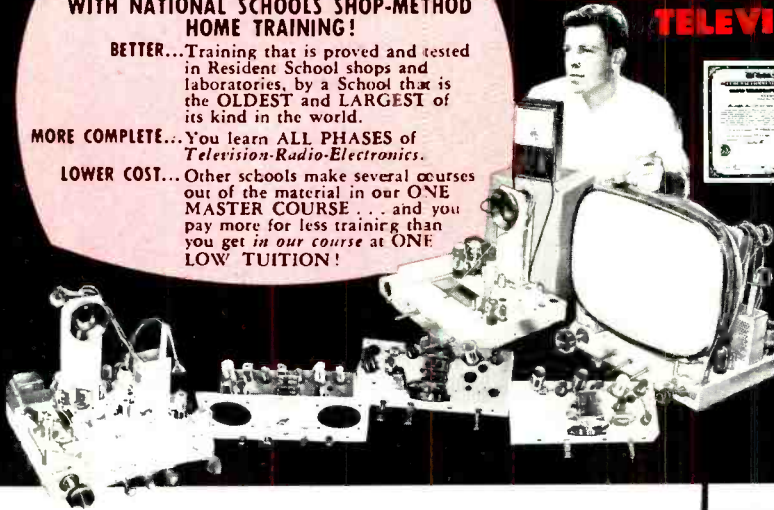 WITH NATIONAL SCHOOLS SHOP-METHOD
HOME TRAINING!
BETTER...Training that is proved and tested
in Resident School shops and
laboratories, by a School that is
the OLDEST and LARGEST of
its kind in the world.
MORE COMPLETE...You learn ALL PHASES of
Television-Radio-Electronics.
LOWER COST...Other schools make several courses
out of the material in our ONE
MASTER COURSE . . . and you
pay more for less training than
you get in our course at ONE
LOW TUITION!
TELEVI